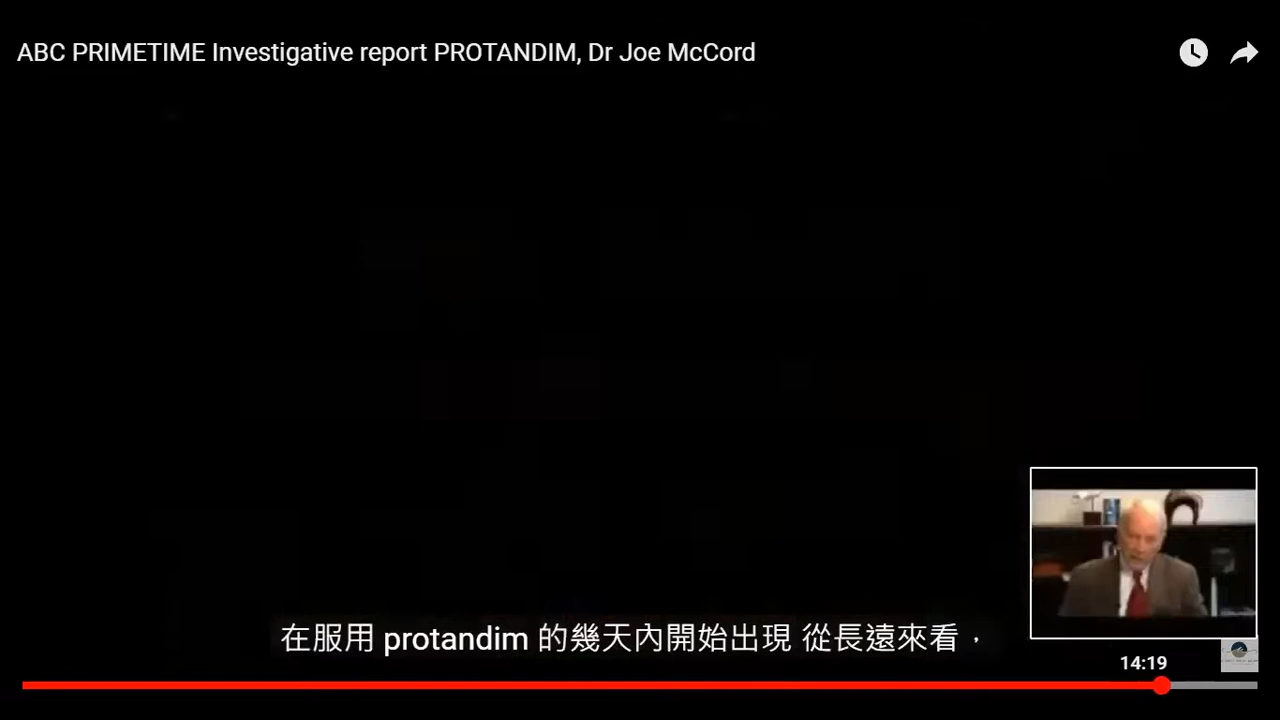 ABC PRIMETIME Investigative report PROTANDIM, Dr Joe McCord
在服用 protandim 的幾天內開始出現 從長遠來看，
14:19